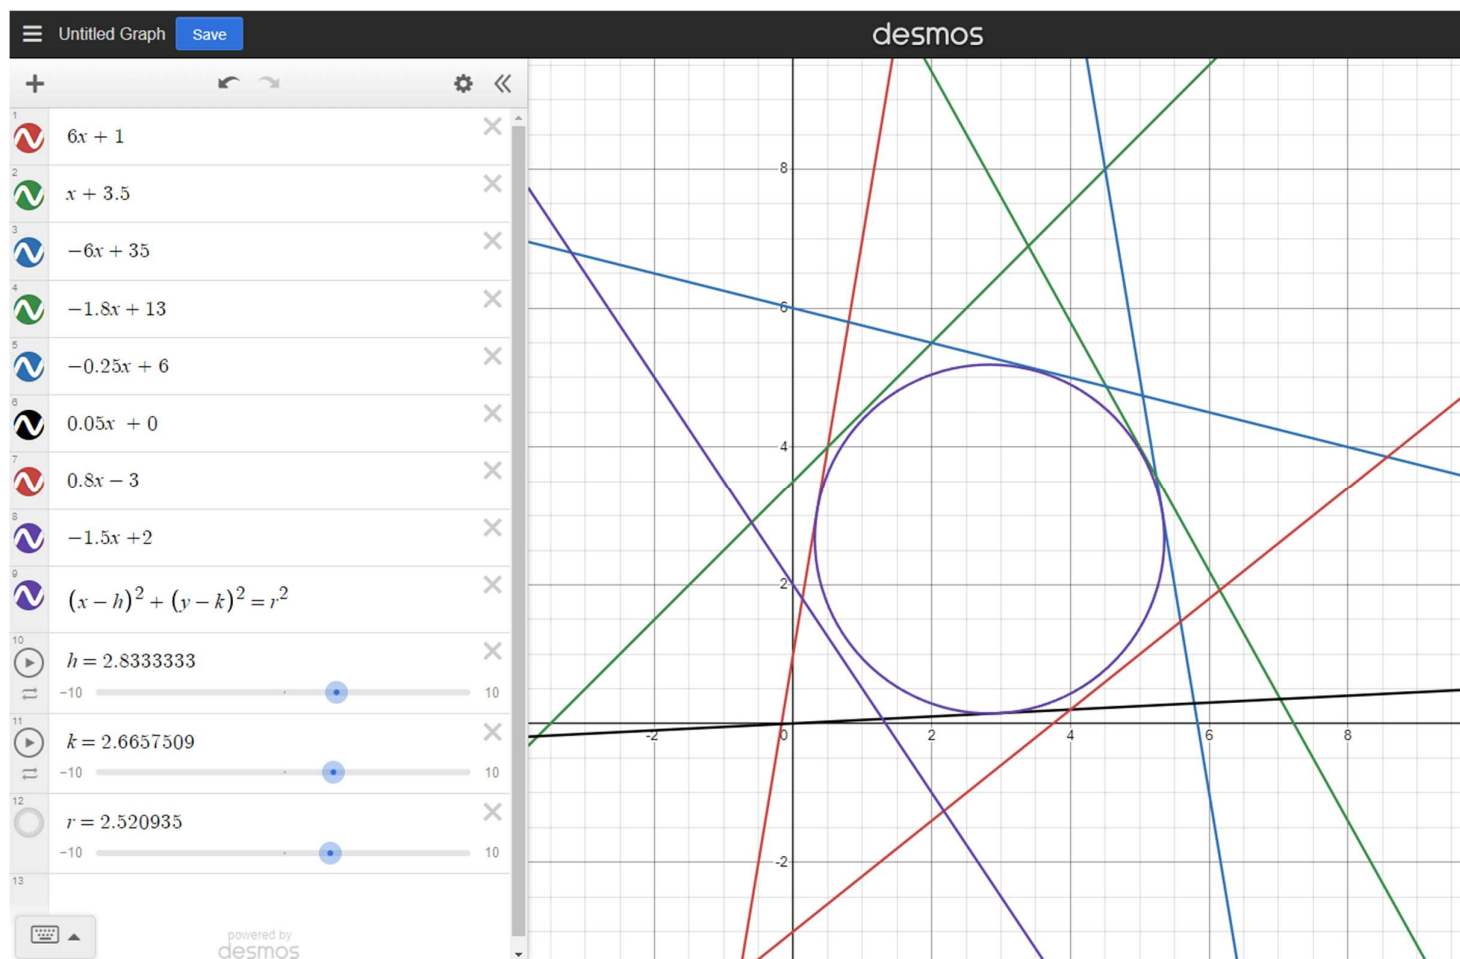 Untitled Graph Save desmos
1
6x + 1
2
x + 3.5
3
−6x + 35
4
−1.8x + 13
5
−0.25x + 6
6
0.05x + 0
7
0.8x − 3
8
−1.5x +2
9
(x − h)² + (y − k)² = r²
10
h = 2.8333333
−10 10
11
k = 2.6657509
−10 10
12
r = 2.520935
−10 10
13
powered by
desmos
8
6
4
2
-2 0 2 4 6 8
-2